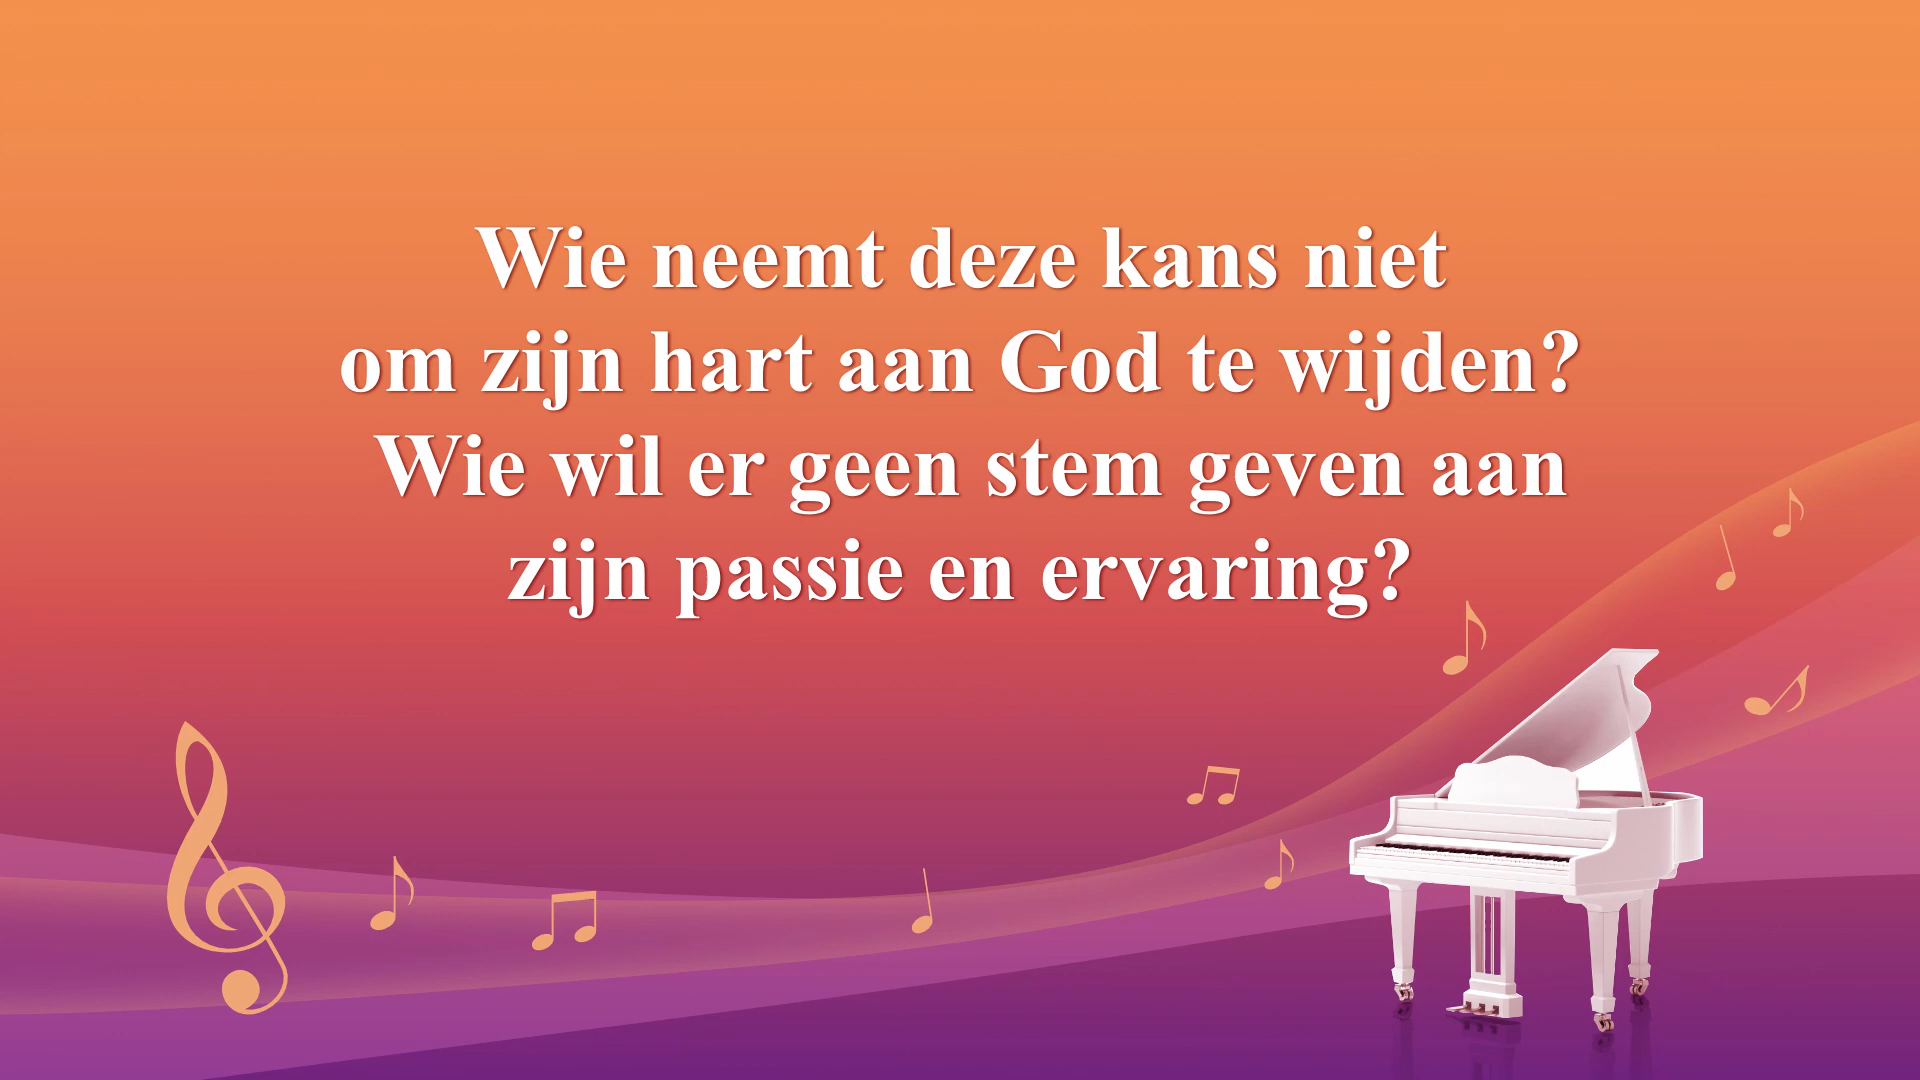 Wie neemt deze kans niet
om zijn hart aan God te wijden?
Wie wil er geen stem geven aan
zijn passie en ervaring?